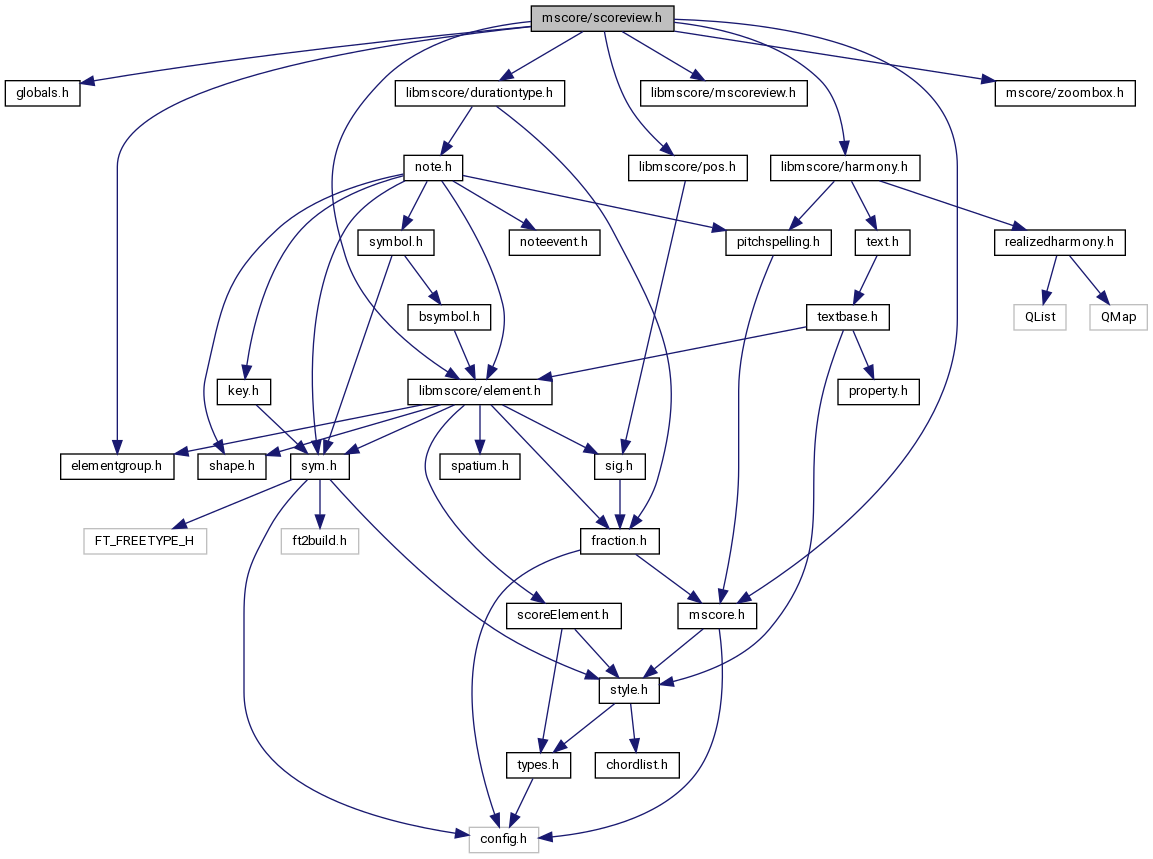 mscore/scoreview.h
globals.h
libmscore/durationtype.h
libmscore/mscoreview.h
mscore/zoombox.h
note.h
libmscore/pos.h
libmscore/harmony.h
symbol.h
noteevent.h
pitchspelling.h
text.h
realizedharmony.h
bsymbol.h
textbase.h
QList
QMap
key.h
libmscore/element.h
property.h
elementgroup.h
shape.h
sym.h
spatium.h
sig.h
FT_FREETYPE_H
ft2build.h
fraction.h
scoreElement.h
mscore.h
style.h
types.h
chordlist.h
config.h